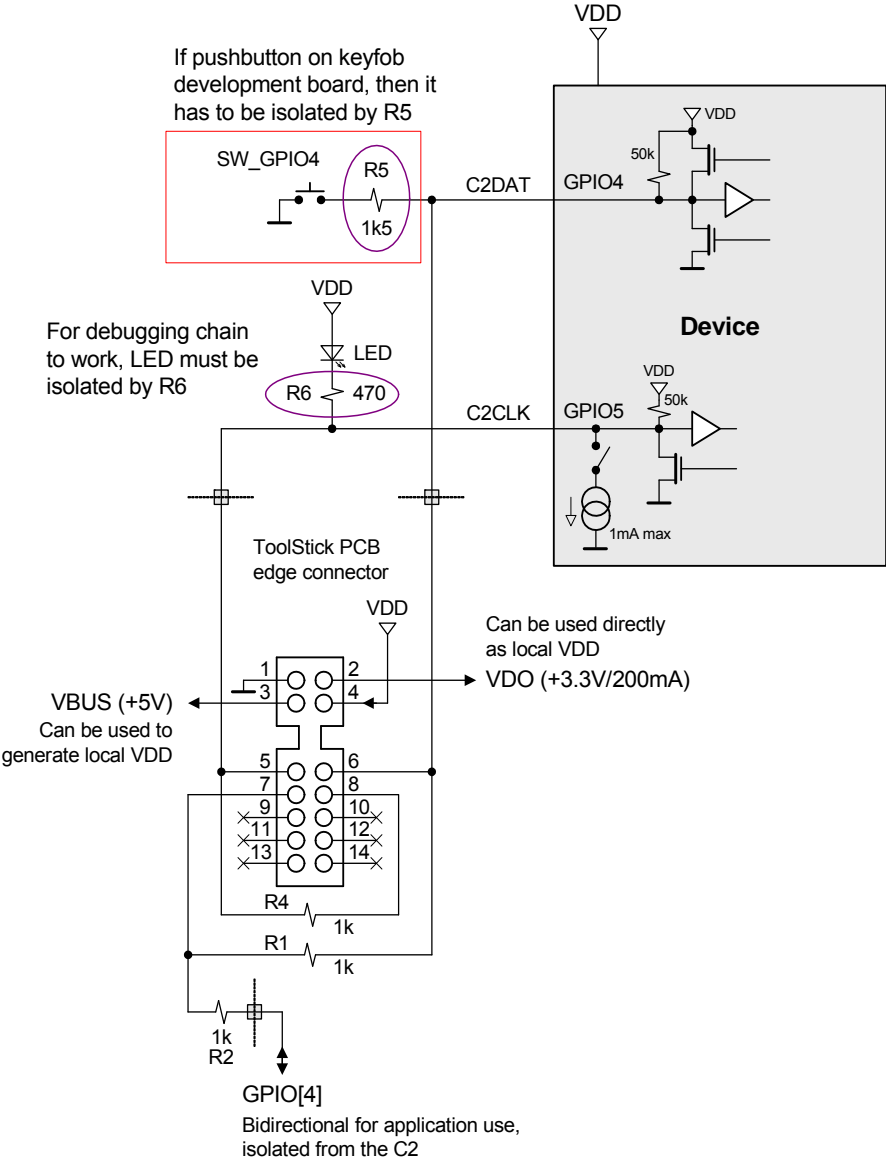 VDD
If pushbutton on keyfob
development board, then it
has to be isolated by R5
SW_GPIO4
R5
1k5
C2DAT
GPIO4
VDD
50k
VDD
LED
For debugging chain
to work, LED must be
isolated by R6
R6
470
C2CLK
GPIO5
Device
VDD
50k
1mA max
ToolStick PCB
edge connector
VDD
Can be used directly
as local VDD
VDO (+3.3V/200mA)
VBUS (+5V)
Can be used to
generate local VDD
1
2
3
4
5
6
7
8
9
10
11
12
13
14
R4
1k
R1
1k
1k
R2
GPIO[4]
Bidirectional for application use,
isolated from the C2